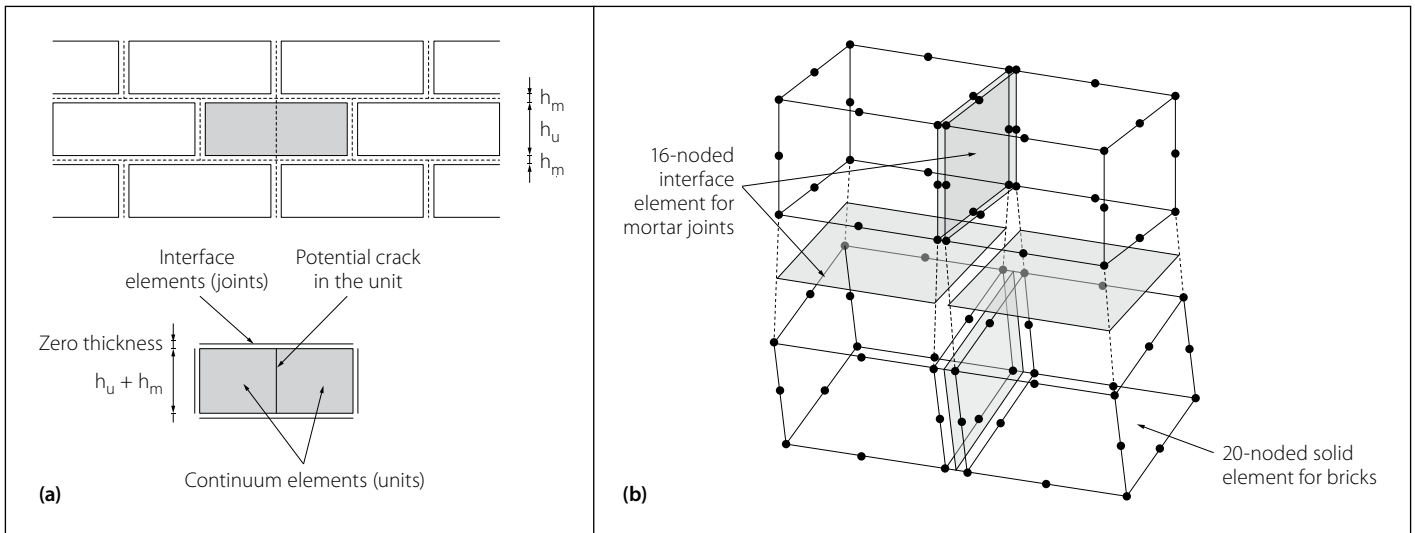 h_m
h_u
h_m
Interface
elements (joints)
Potential crack
in the unit
Zero thickness
h_u + h_m
Continuum elements (units)
(a)
16-noded
interface
element for
mortar joints
20-noded solid
element for bricks
(b)